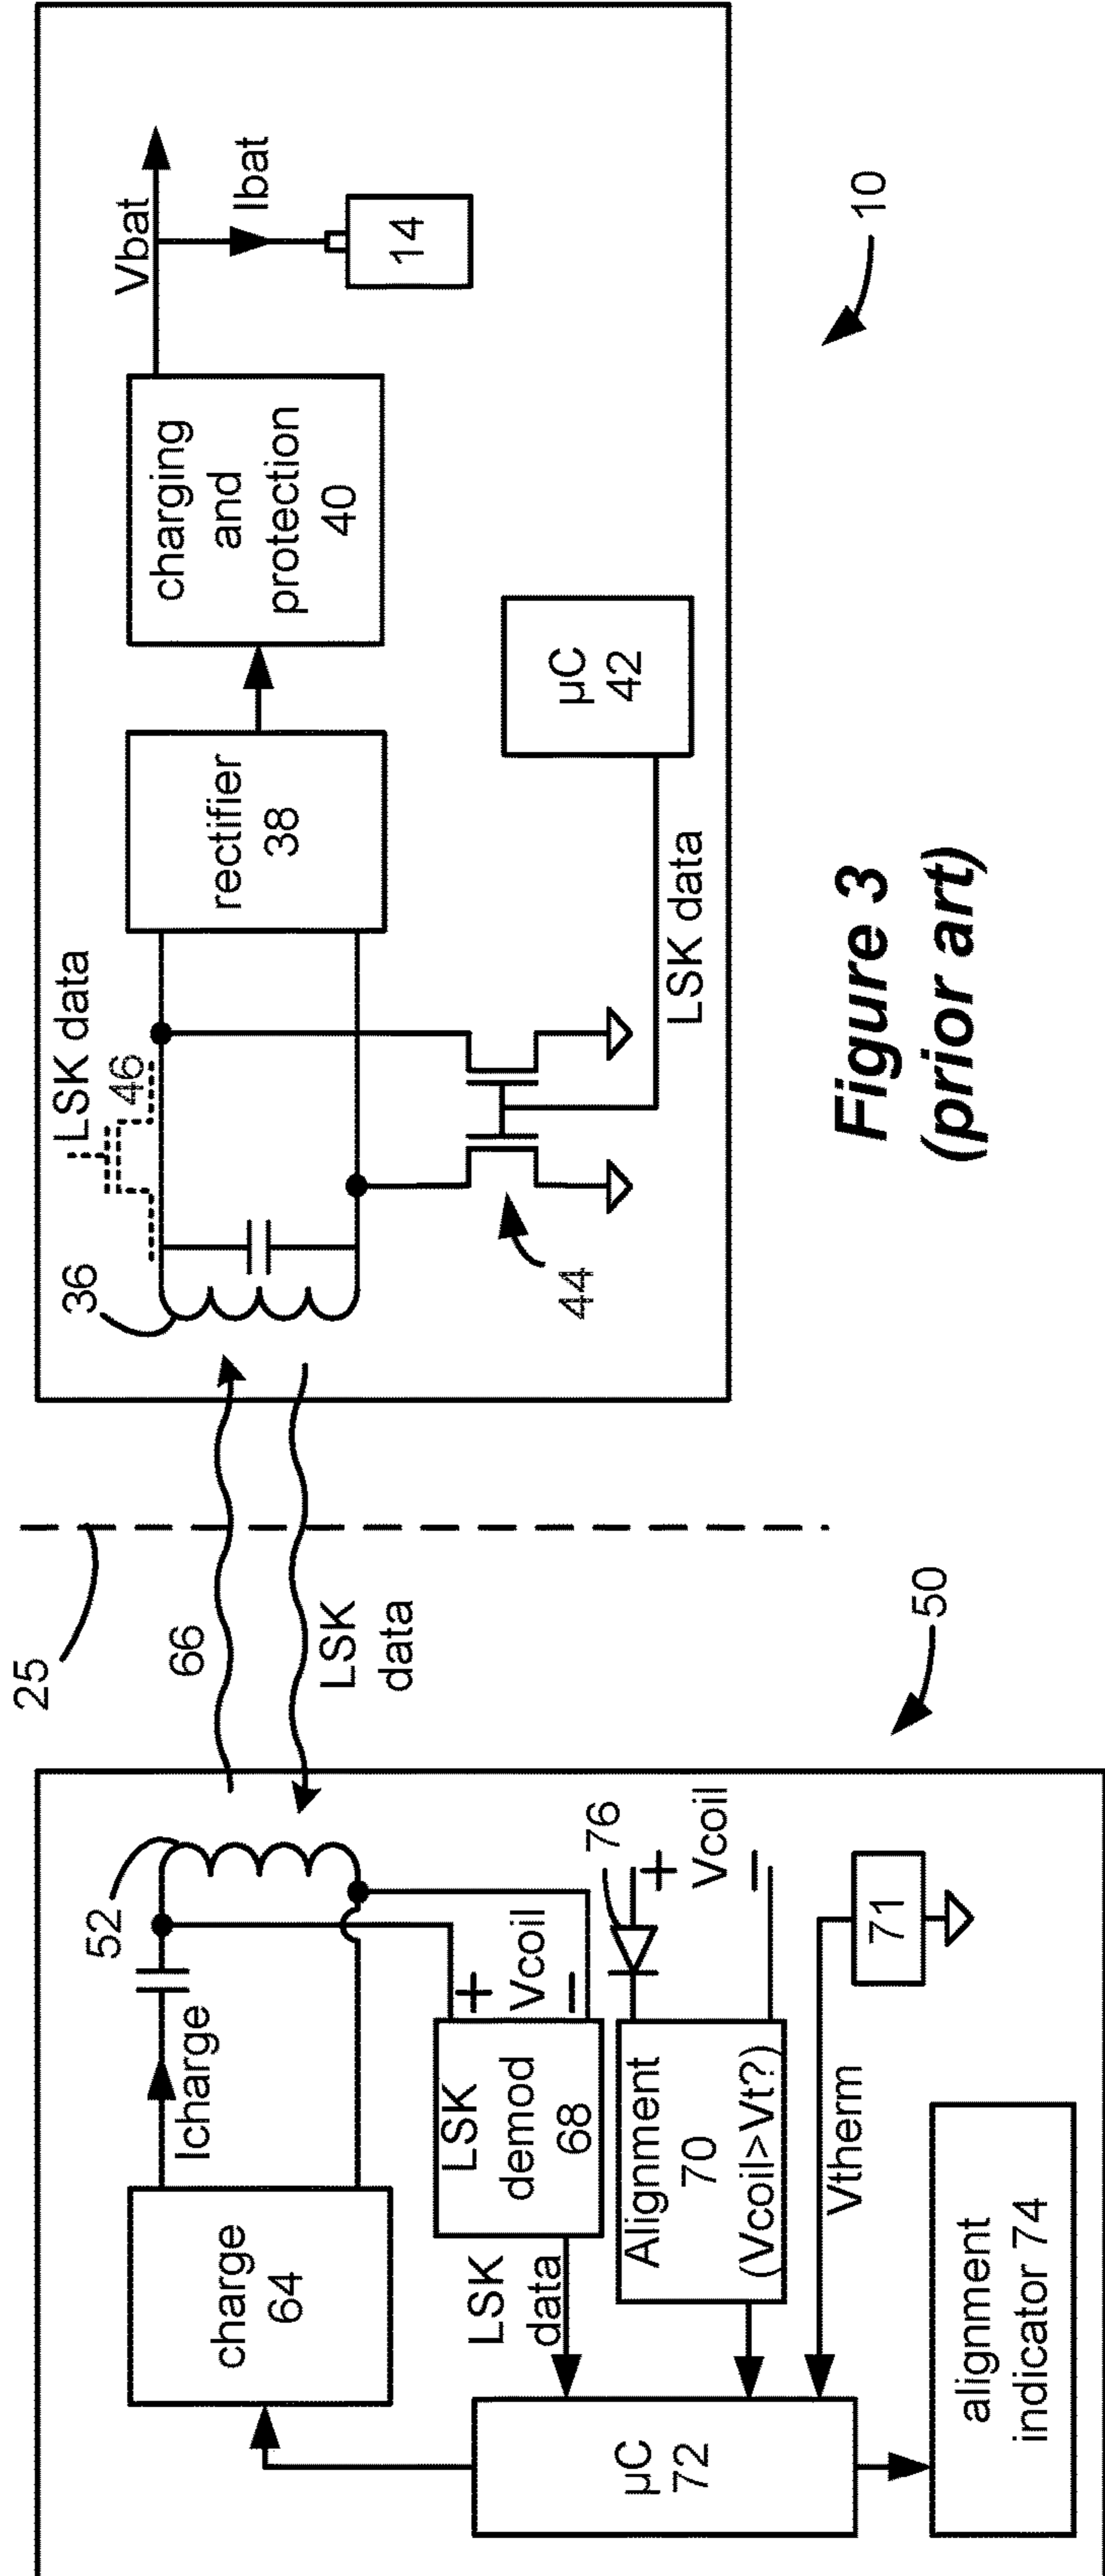 25
66
LSK
data
50
charge
64
Icharge
52
LSK
demod
68
+
Vcoil
−
LSK
data
76
Alignment
70
(Vcoil>Vt?)
+
Vcoil
−
µC
72
Vtherm
71
alignment
indicator 74
36
LSK data
46
44
LSK data
rectifier
38
µC
42
charging
and
protection
40
Vbat
Ibat
14
10
Figure 3
(prior art)